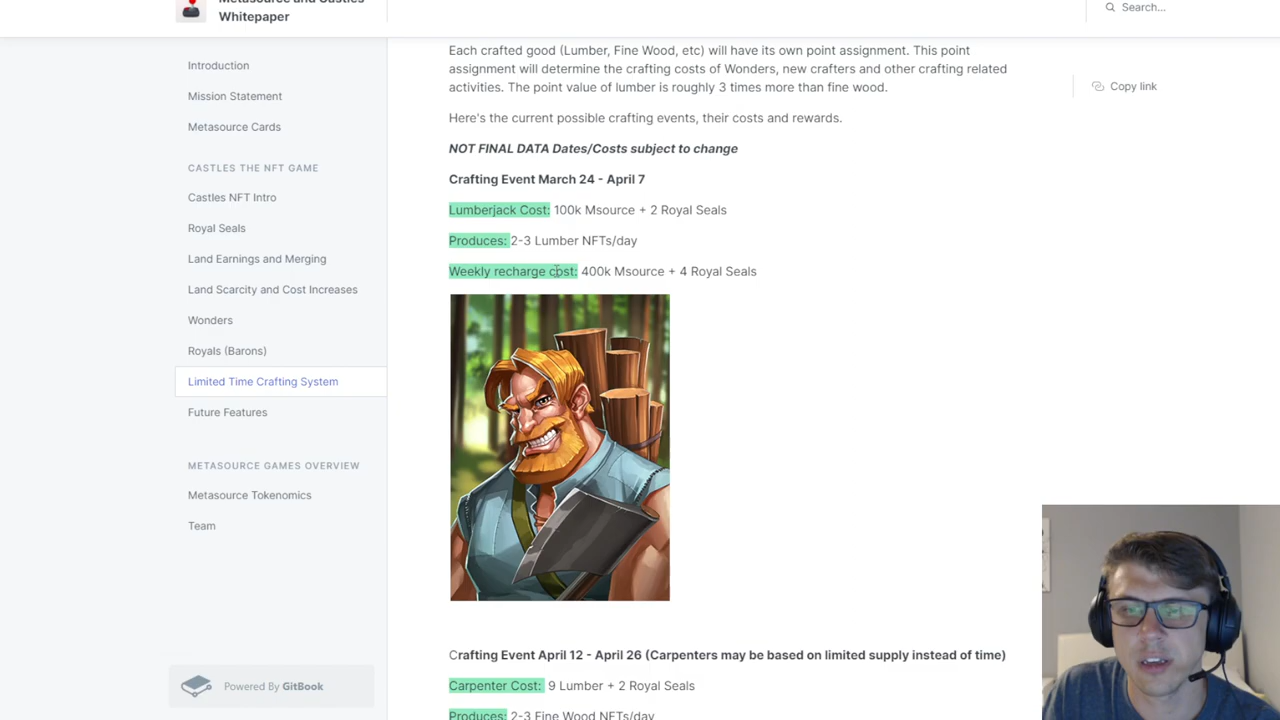 Metasource and Castles
Whitepaper
Search...
Introduction
Mission Statement
Metasource Cards
CASTLES THE NFT GAME
Castles NFT Intro
Royal Seals
Land Earnings and Merging
Land Scarcity and Cost Increases
Wonders
Royals (Barons)
Limited Time Crafting System
Future Features
METASOURCE GAMES OVERVIEW
Metasource Tokenomics
Team
Powered By GitBook
Each crafted good (Lumber, Fine Wood, etc) will have its own point assignment. This point
assignment will determine the crafting costs of Wonders, new crafters and other crafting related
activities. The point value of lumber is roughly 3 times more than fine wood.
Here's the current possible crafting events, their costs and rewards.
NOT FINAL DATA Dates/Costs subject to change
Crafting Event March 24 - April 7
Lumberjack Cost: 100k Msource + 2 Royal Seals
Produces: 2-3 Lumber NFTs/day
Weekly recharge cost: 400k Msource + 4 Royal Seals
Crafting Event April 12 - April 26 (Carpenters may be based on limited supply instead of time)
Carpenter Cost: 9 Lumber + 2 Royal Seals
Produces: 2-3 Fine Wood NFTs/day
Copy link